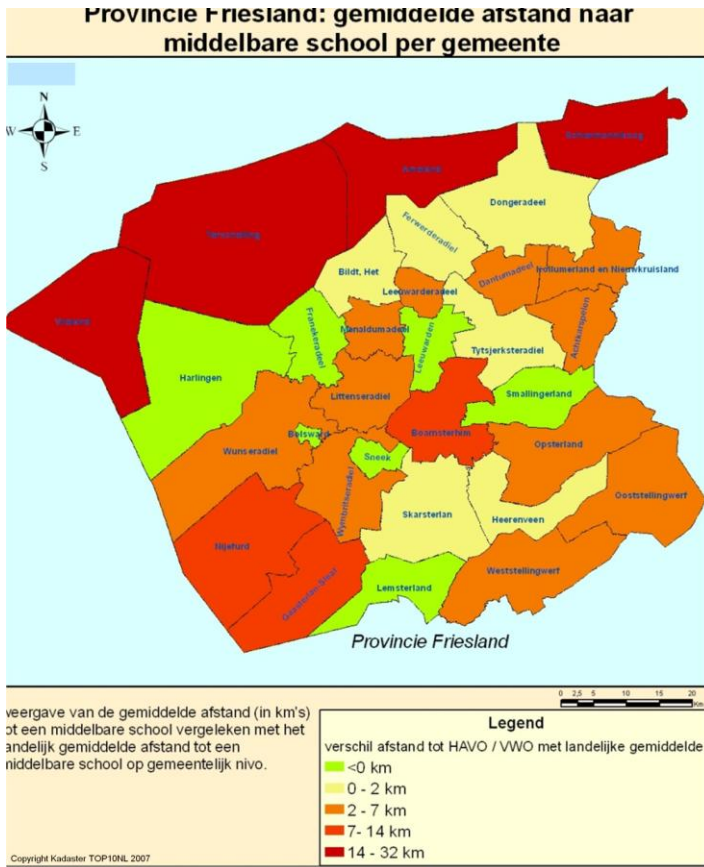 Provincie Friesland: gemiddelde afstand naar
middelbare school per gemeente
N
W E
S
Schiermonnikoog
Ameland
Terschelling
Vlieland
Dongeradeel
Ferwerderadiel
Bildt, Het
Dantumadeel
Kollumerland en Nieuwkruisland
Leeuwarderadeel
Achtkarspelen
Franekeradeel
Menaldumadeel
Leeuwarden
Tytsjerksteradiel
Harlingen
Littenseradiel
Smallingerland
Bolsward
Boarnsterhim
Wunseradiel
Sneek
Opsterland
Wymbritseradiel
Ooststellingwerf
Skarsterlan
Heerenveen
Nijefurd
Gaasterlan-Sleat
Lemsterland
Weststellingwerf
Provincie Friesland
0 2,5 5 10 15 20
Km
weergave van de gemiddelde afstand (in km's)
tot een middelbare school vergeleken met het
landelijk gemiddelde afstand tot een
middelbare school op gemeentelijk nivo.
Legend
verschil afstand tot HAVO / VWO met landelijke gemiddelde
<0 km
0 - 2 km
2 - 7 km
7- 14 km
14 - 32 km
Copyright Kadaster TOP10NL 2007